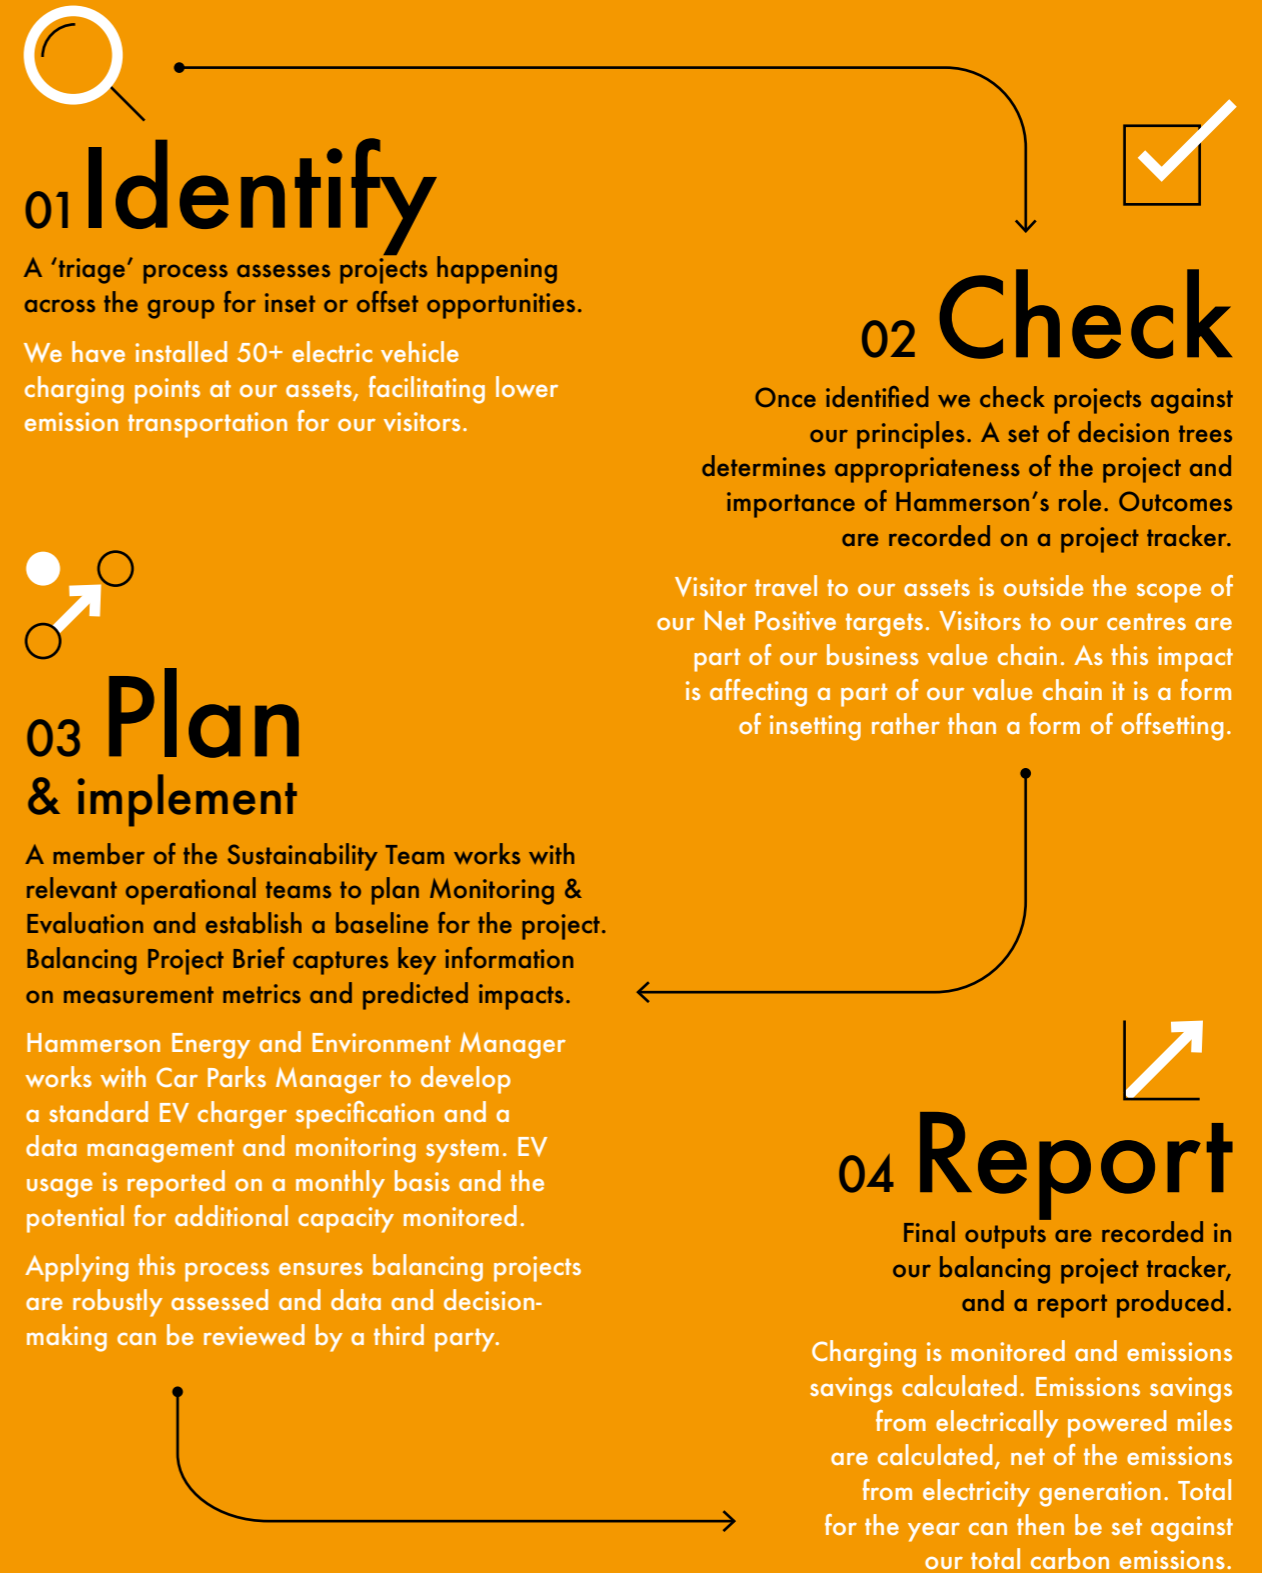 01 Identify
A ‘triage’ process assesses projects happening
across the group for inset or offset opportunities.
We have installed 50+ electric vehicle
charging points at our assets, facilitating lower
emission transportation for our visitors.
02 Check
Once identified we check projects against
our principles. A set of decision trees
determines appropriateness of the project and
importance of Hammerson’s role. Outcomes
are recorded on a project tracker.
Visitor travel to our assets is outside the scope of
our Net Positive targets. Visitors to our centres are
part of our business value chain. As this impact
is affecting a part of our value chain it is a form
of insetting rather than a form of offsetting.
03 Plan
& implement
A member of the Sustainability Team works with
relevant operational teams to plan Monitoring &
Evaluation and establish a baseline for the project.
Balancing Project Brief captures key information
on measurement metrics and predicted impacts.
Hammerson Energy and Environment Manager
works with Car Parks Manager to develop
a standard EV charger specification and a
data management and monitoring system. EV
usage is reported on a monthly basis and the
potential for additional capacity monitored.
Applying this process ensures balancing projects
are robustly assessed and data and decision-
making can be reviewed by a third party.
04 Report
Final outputs are recorded in
our balancing project tracker,
and a report produced.
Charging is monitored and emissions
savings calculated. Emissions savings
from electrically powered miles
are calculated, net of the emissions
from electricity generation. Total
for the year can then be set against
our total carbon emissions.